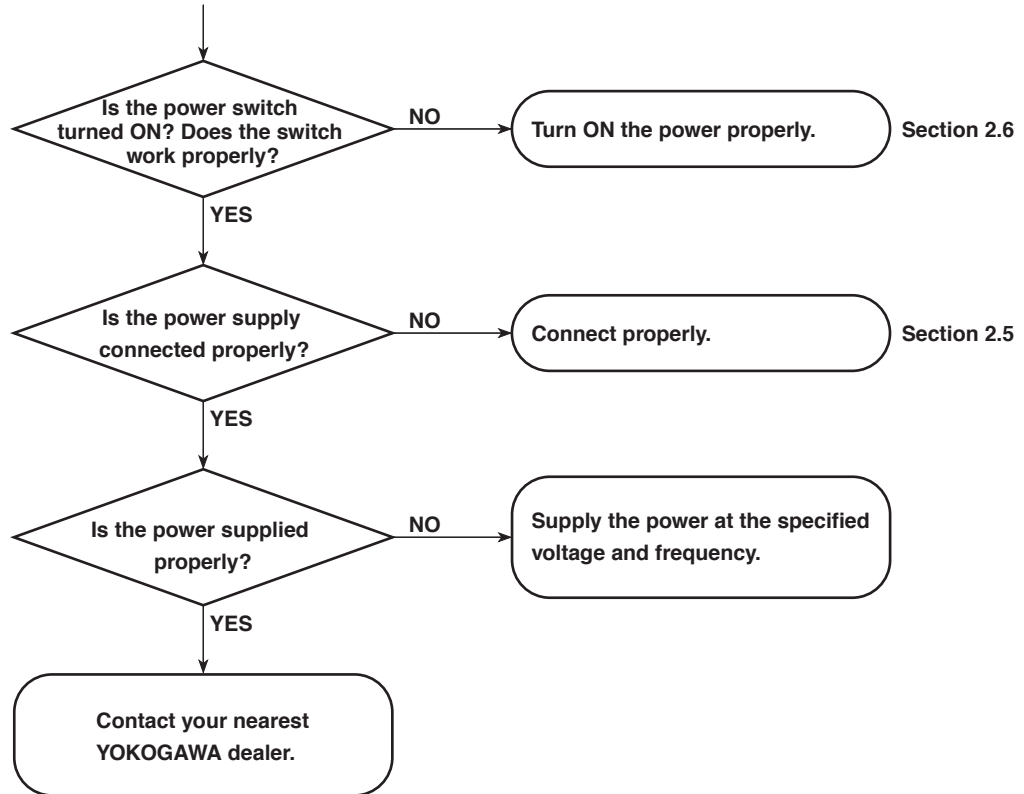 Is the power switch
turned ON? Does the switch
work properly?
NO
Turn ON the power properly.
Section 2.6
YES
Is the power supply
connected properly?
NO
Connect properly.
Section 2.5
YES
Is the power supplied
properly?
NO
Supply the power at the specified
voltage and frequency.
YES
Contact your nearest
YOKOGAWA dealer.